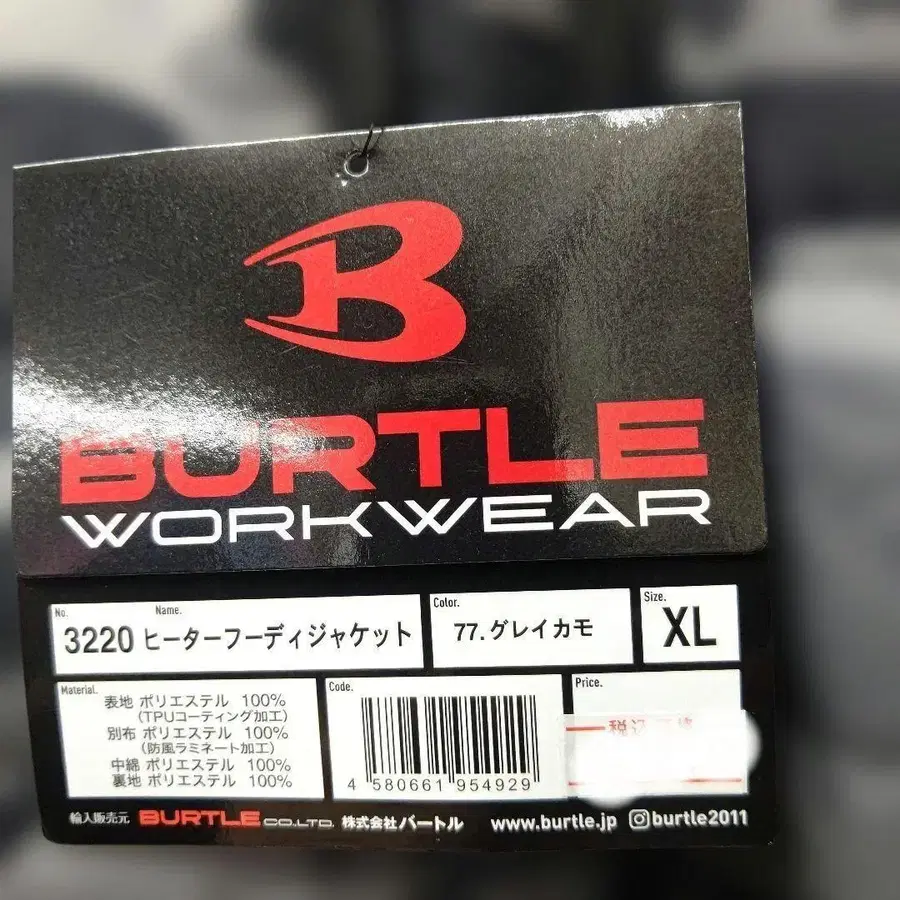 BURTLE
WORKWEAR
No. Name. Color. Size.
3220 ヒーターフーディジャケット 77.グレイカモ XL
Material. Code. Price.
表地 ポリエステル 100%
(TPUコーティング加工)
別布 ポリエステル 100%
(防風ラミネート加工)
中綿 ポリエステル 100%
裏地 ポリエステル 100%
4 580661 954929
税込
輸入販売元 BURTLE CO.LTD. 株式会社バートル www.burtle.jp burtle2011